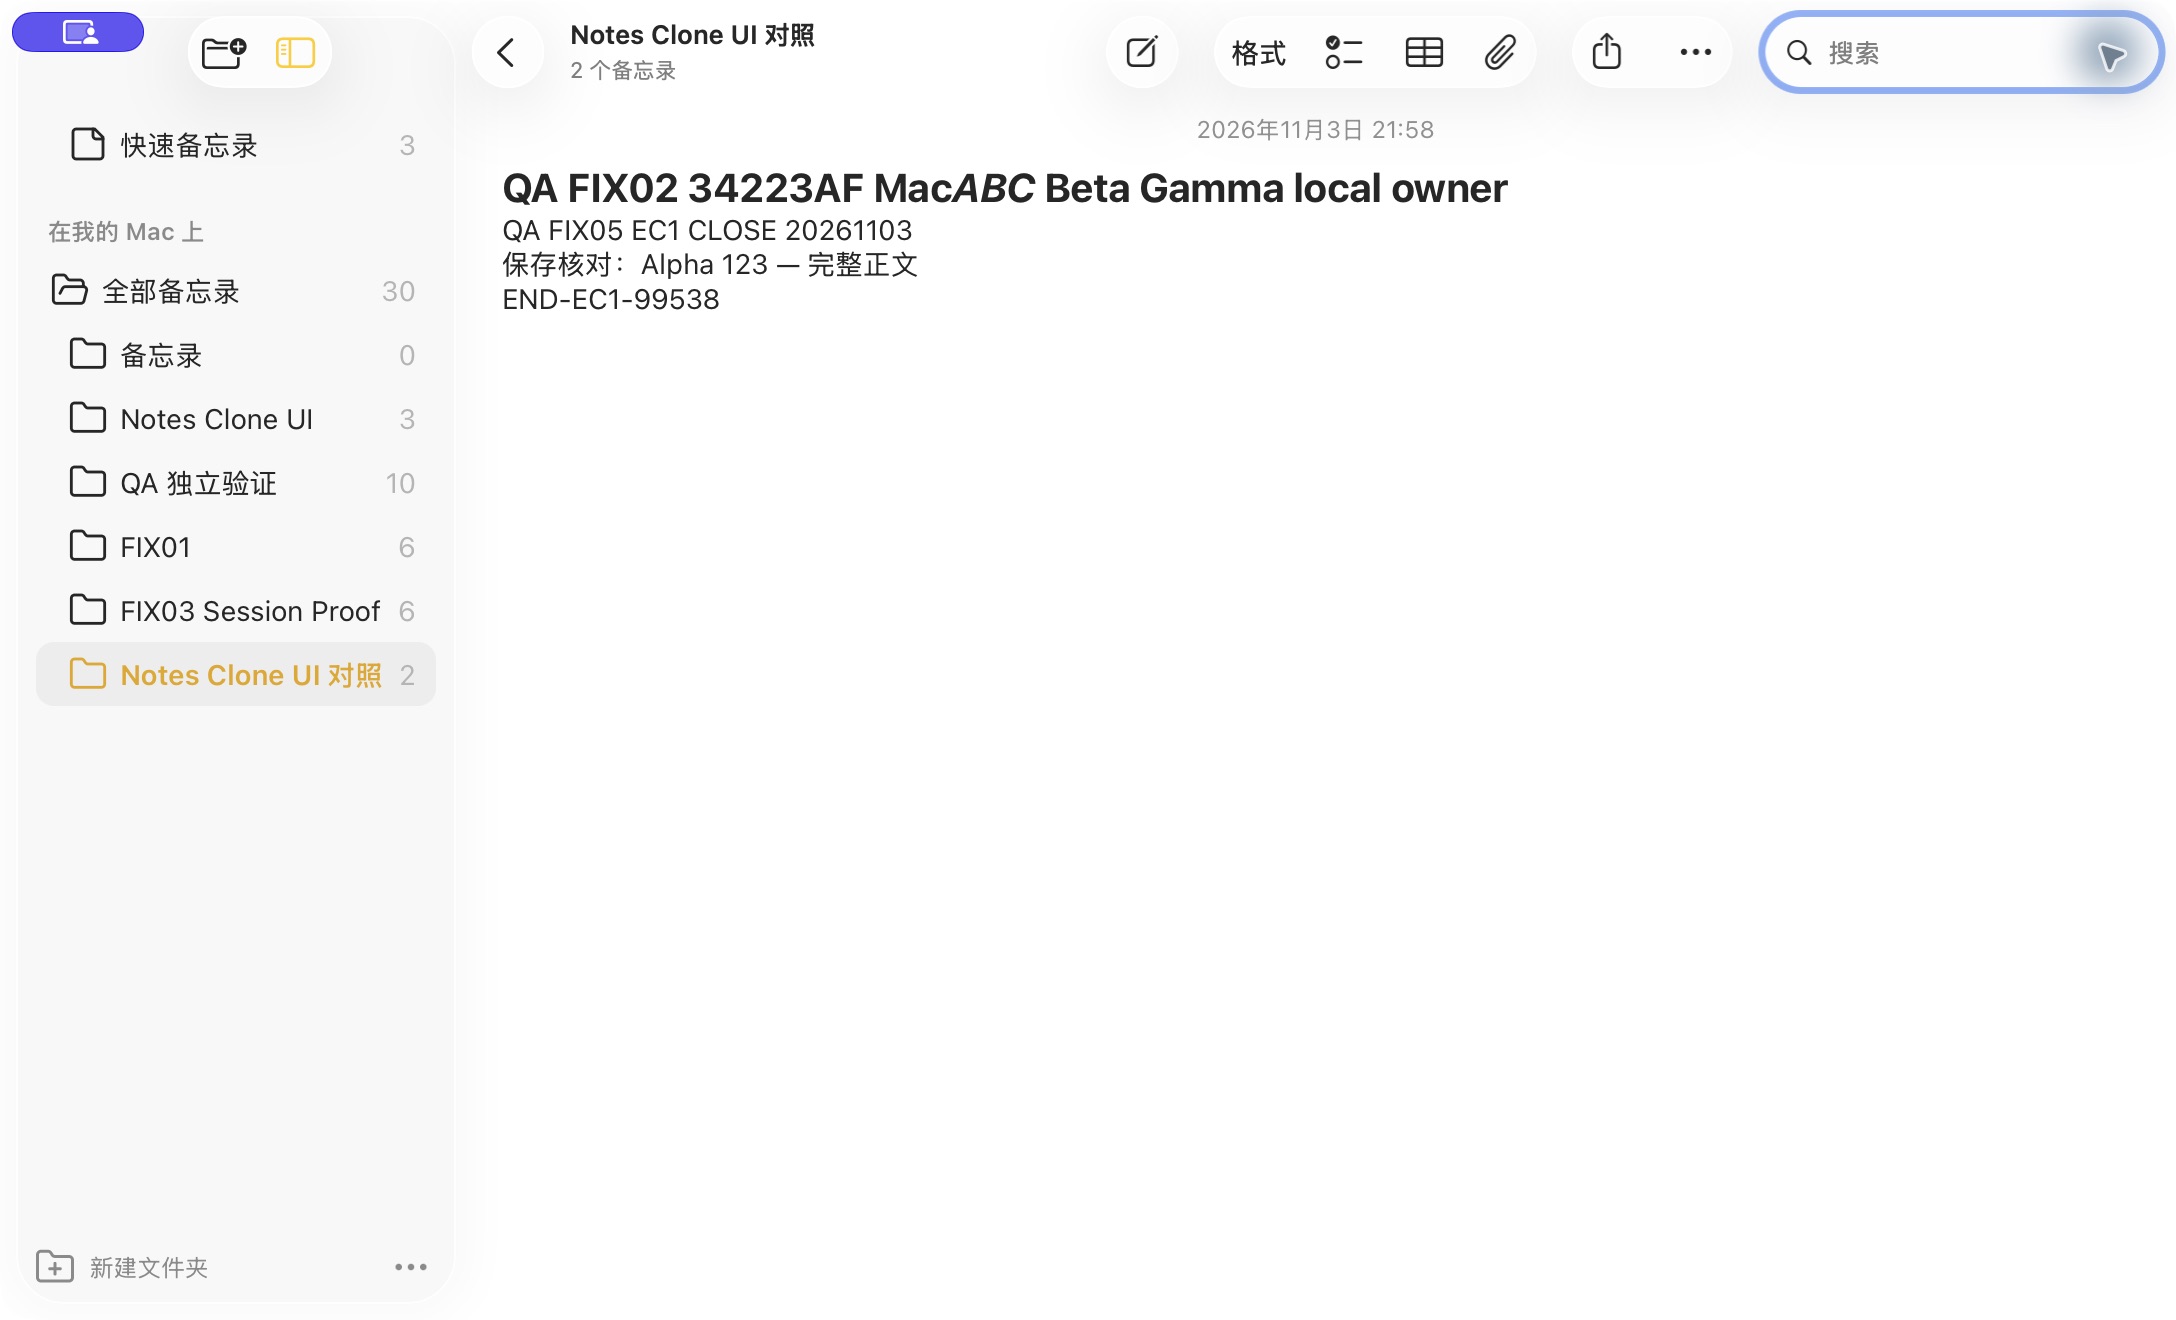 快速备忘录 3
在我的 Mac 上
全部备忘录 30
备忘录 0
Notes Clone UI 3
QA 独立验证 10
FIX01 6
FIX03 Session Proof 6
Notes Clone UI 对照 2
新建文件夹
Notes Clone UI 对照
2 个备忘录
格式
搜索
2026年11月3日 21:58
QA FIX02 34223AF MacABC Beta Gamma local owner
QA FIX05 EC1 CLOSE 20261103
保存核对：Alpha 123 — 完整正文
END-EC1-99538